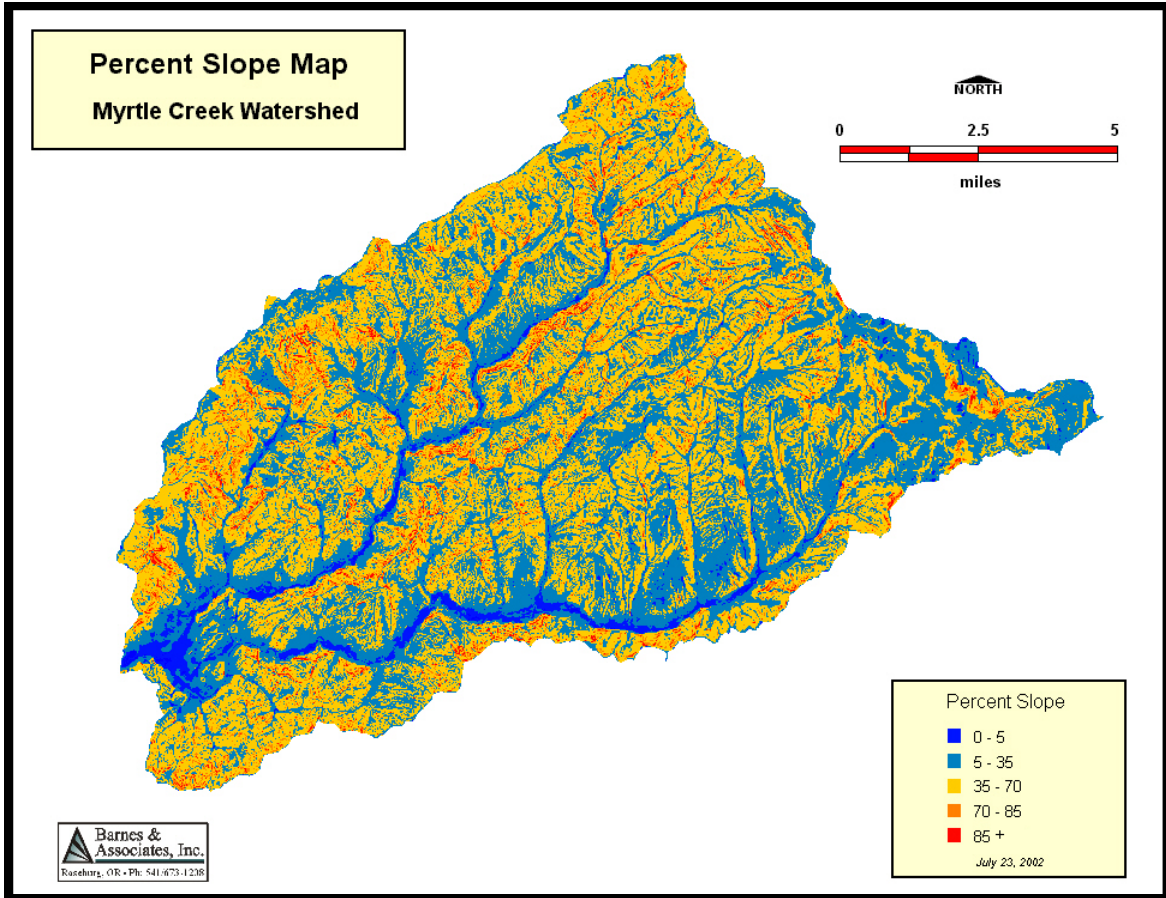 Percent Slope Map
Myrtle Creek Watershed
NORTH
0 2.5 5
miles
Percent Slope
0 - 5
5 - 35
35 - 70
70 - 85
85 +
July 23, 2002
Barnes &
Associates, Inc.
Roseburg, OR • Ph: 541/673-1208